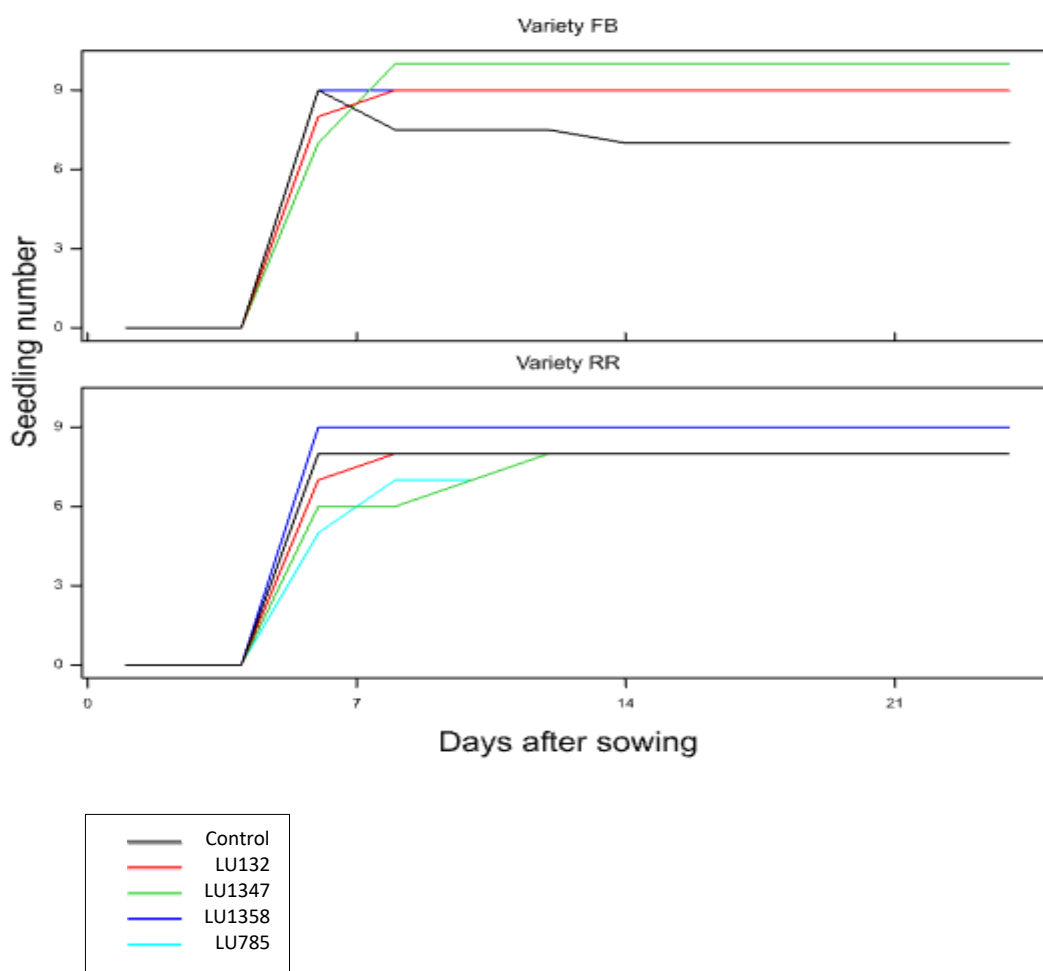 Variety FB
9
6
3
0
Variety RR
9
6
3
0
0 7 14 21
Seedling number
Days after sowing
Control
LU132
LU1347
LU1358
LU785